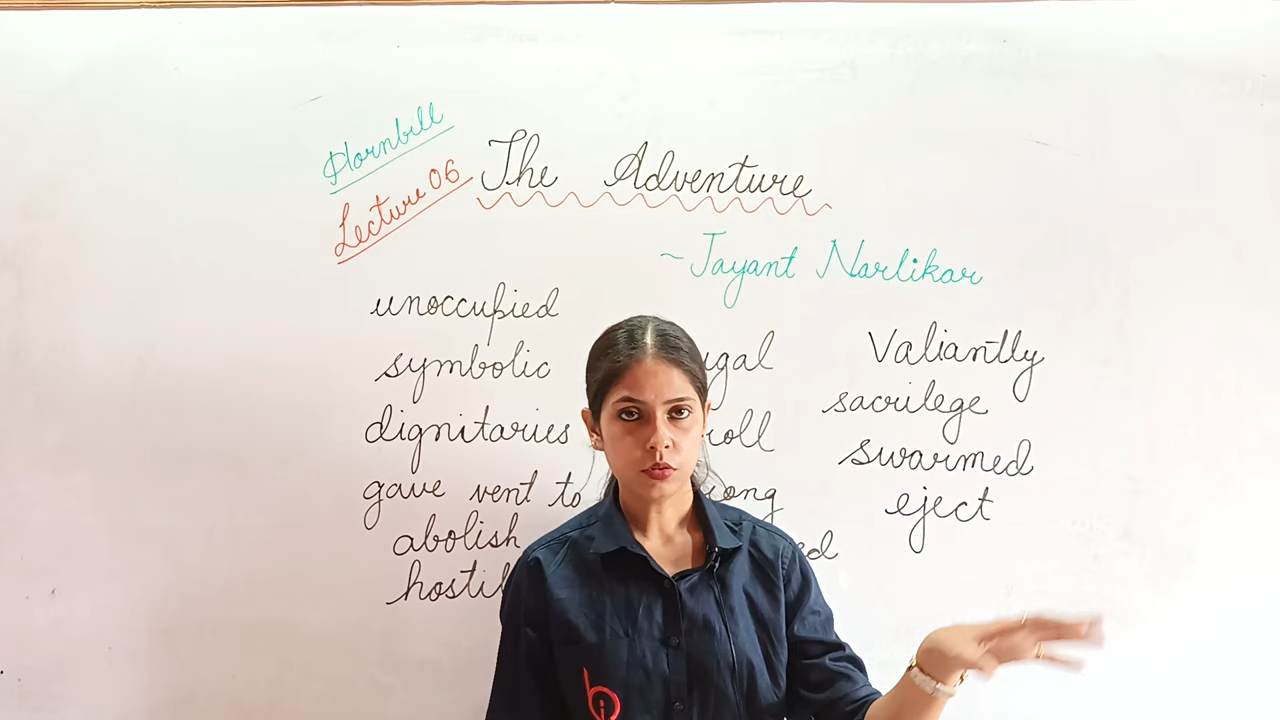 Hornbill
Lecture 06
The Adventure
~Jayant Narlikar
unoccupied
symbolic
dignitaries
gave vent to
abolish
Valiantly
sacrilege
swarmed
eject